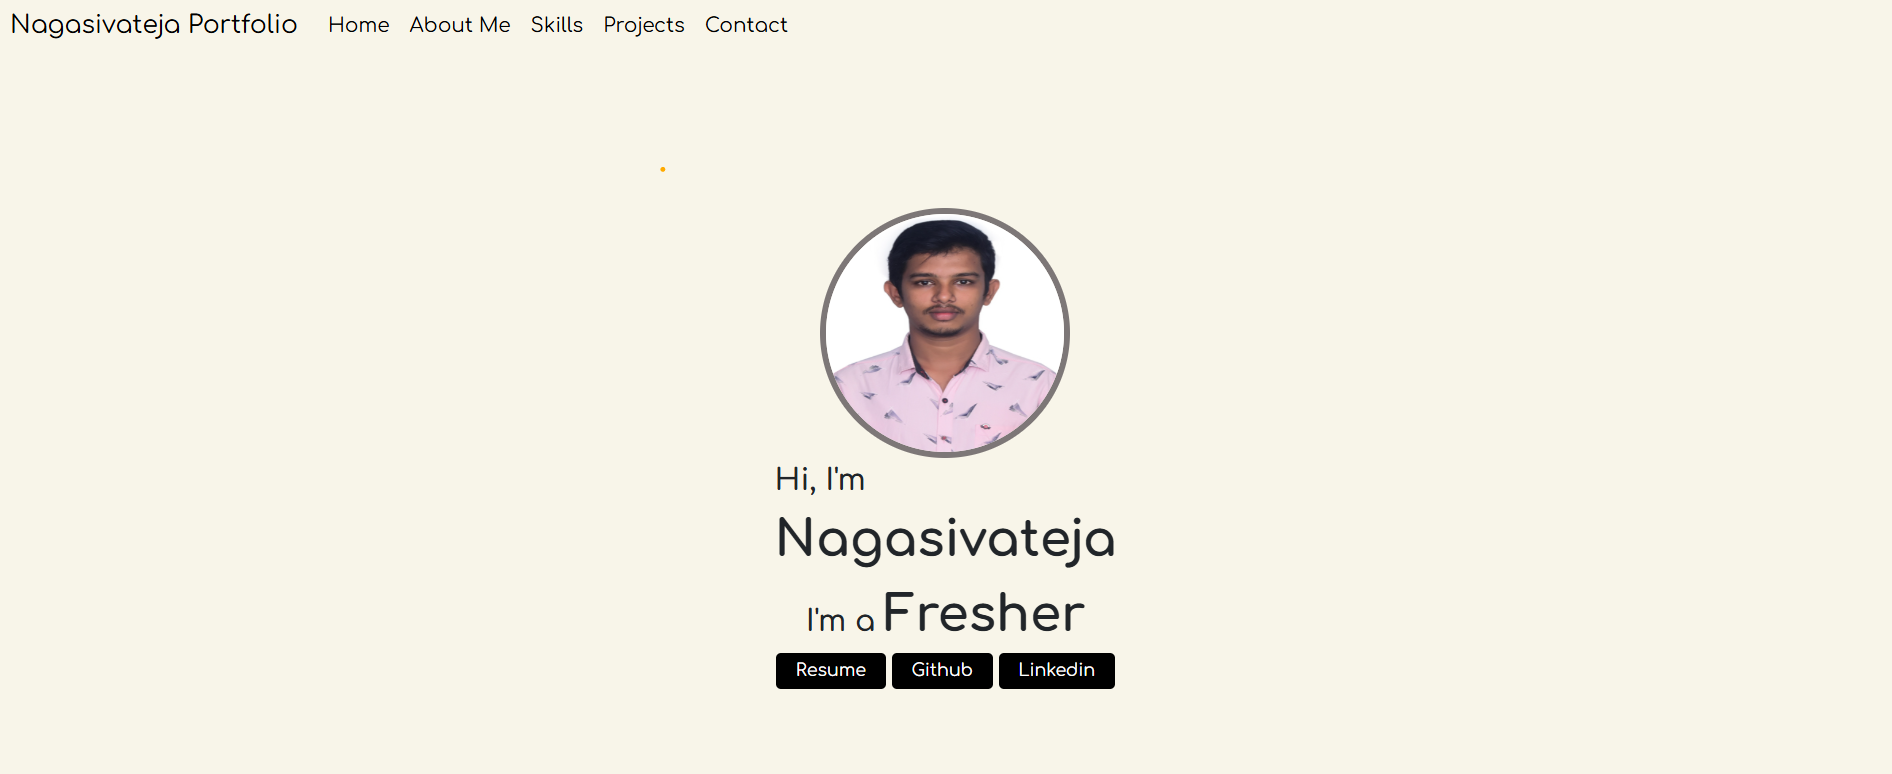 Nagasivateja Portfolio Home About Me Skills Projects Contact
Hi, I'm
Nagasivateja
I'm a Fresher
Resume Github Linkedin